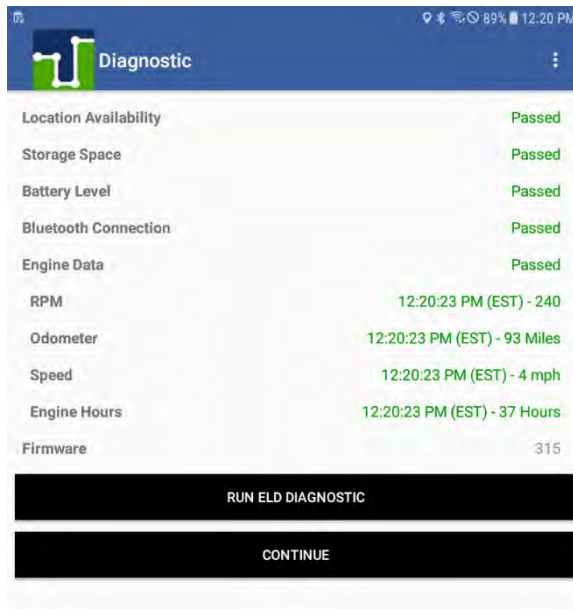 89% 12:20 PM
Diagnostic
Location Availability Passed
Storage Space Passed
Battery Level Passed
Bluetooth Connection Passed
Engine Data Passed
RPM 12:20:23 PM (EST) - 240
Odometer 12:20:23 PM (EST) - 93 Miles
Speed 12:20:23 PM (EST) - 4 mph
Engine Hours 12:20:23 PM (EST) - 37 Hours
Firmware 315
RUN ELD DIAGNOSTIC
CONTINUE